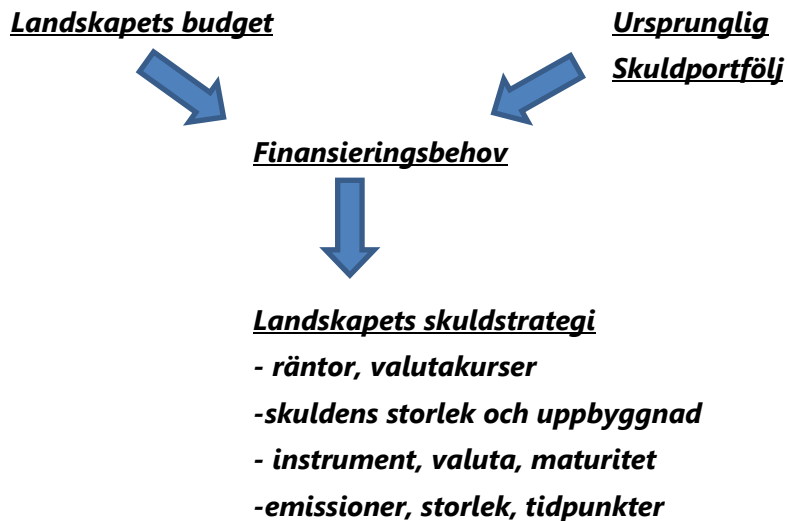 Landskapets budget
Ursprunglig
Skuldportfölj
Finansieringsbehov
Landskapets skuldstrategi
- räntor, valutakurser
-skuldens storlek och uppbyggnad
- instrument, valuta, maturitet
-emissioner, storlek, tidpunkter